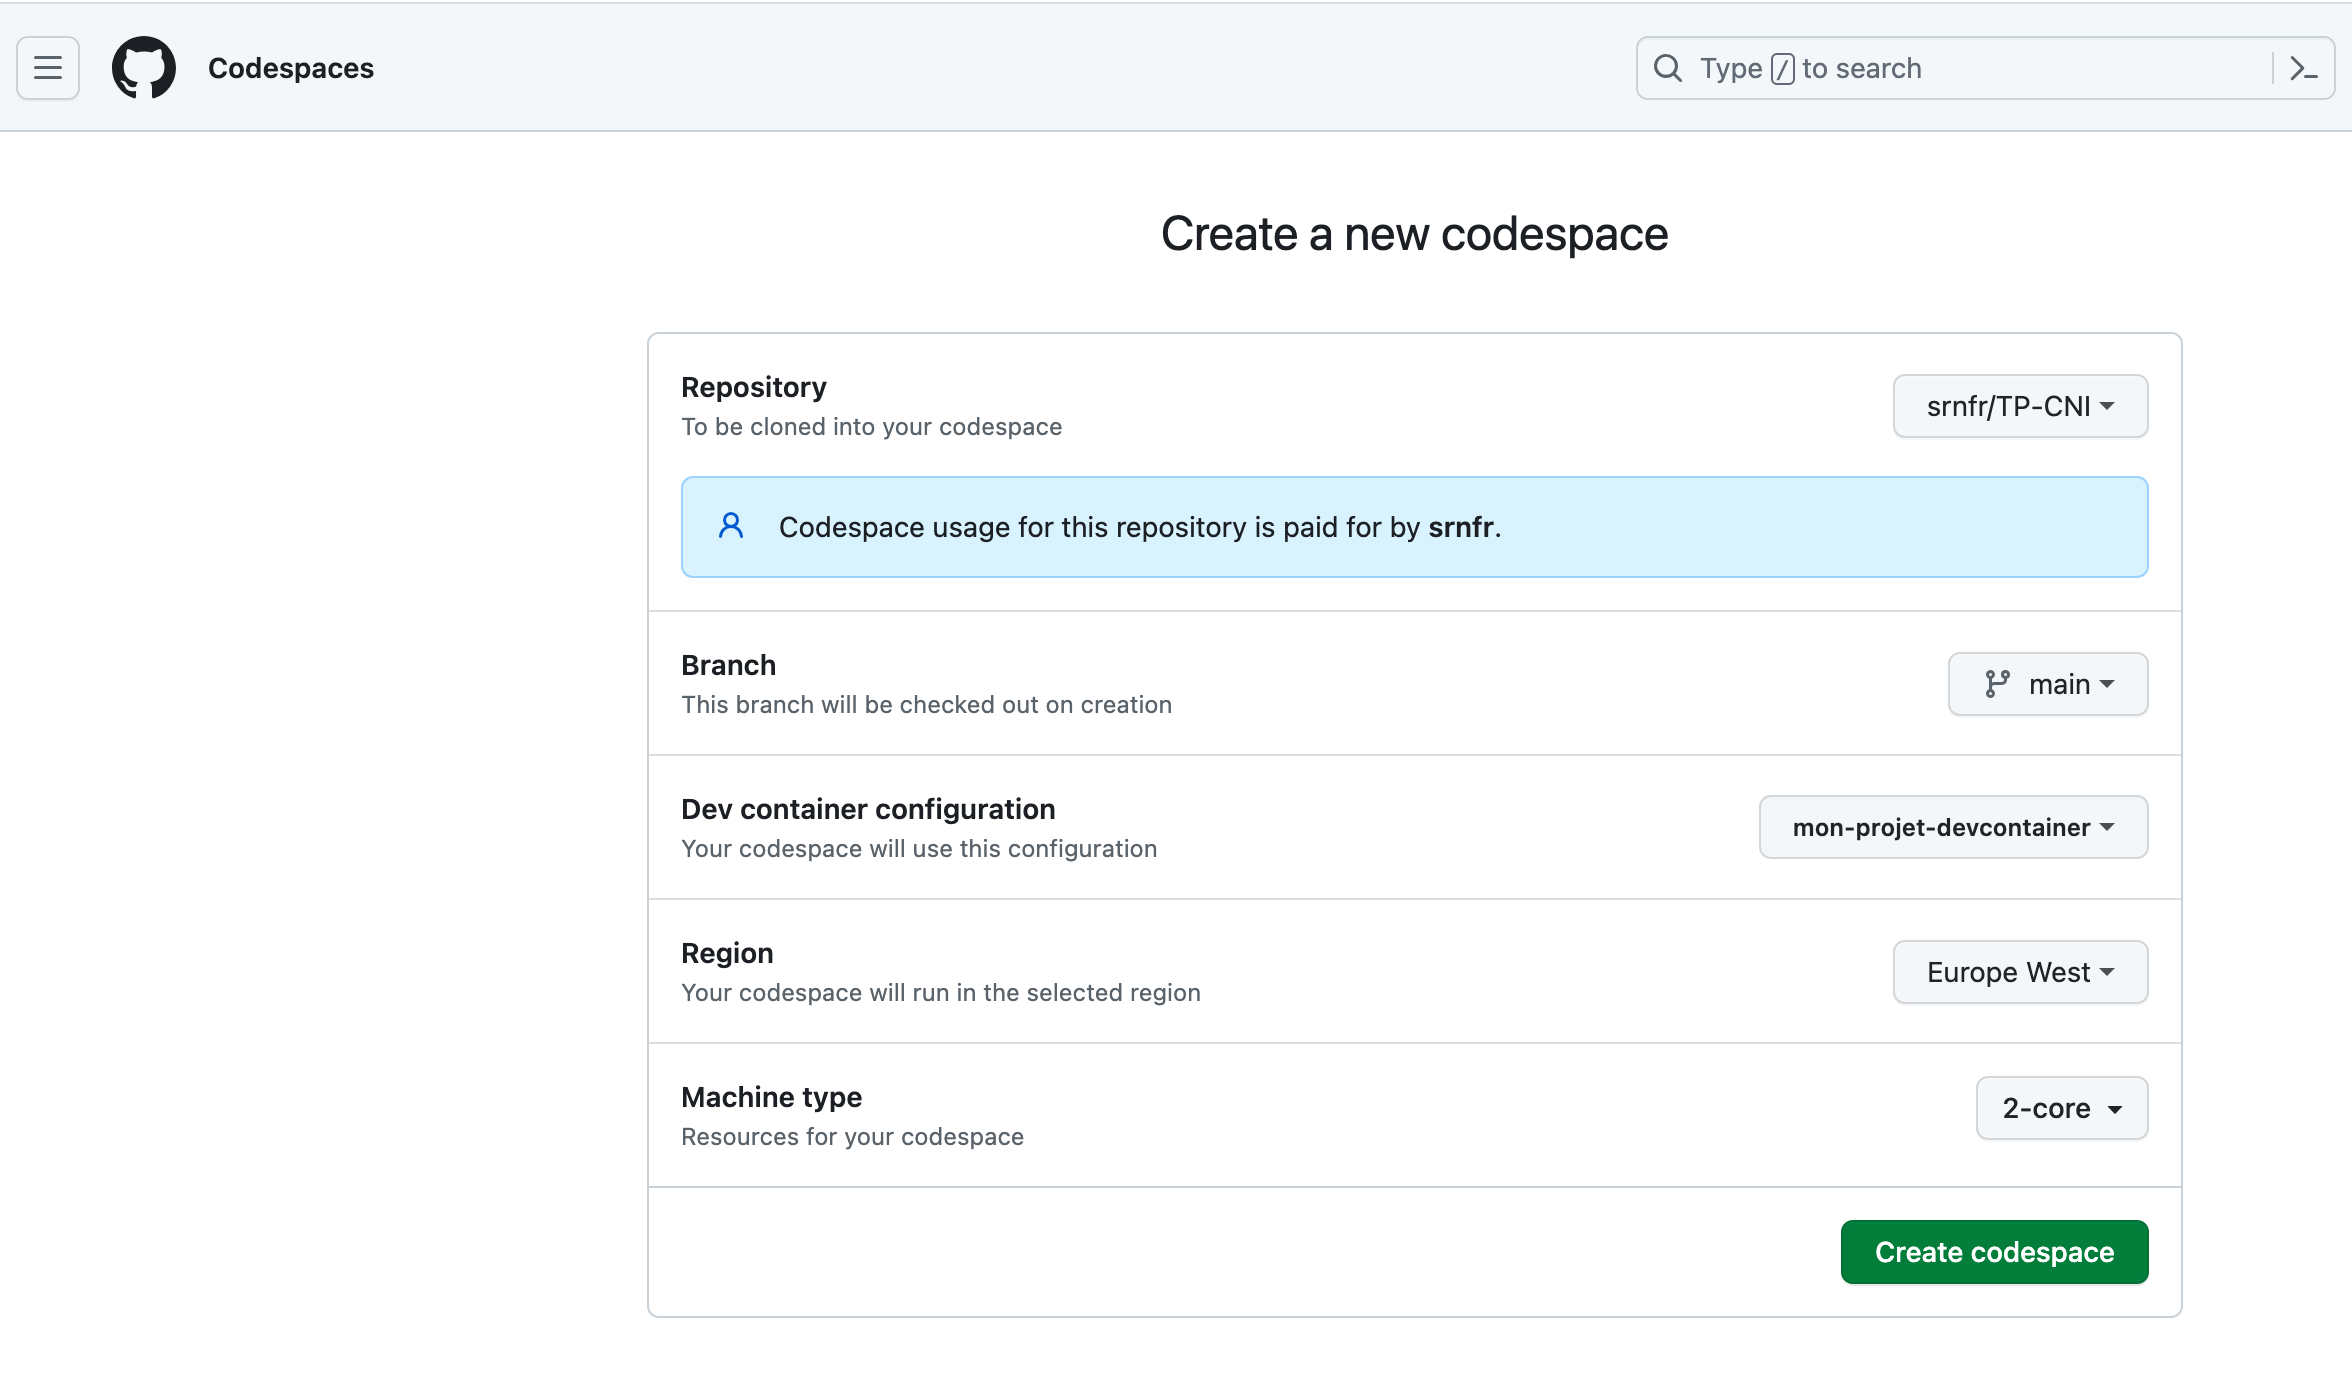 Codespaces
Type / to search
Create a new codespace
Repository
To be cloned into your codespace
srnfr/TP-CNI
Codespace usage for this repository is paid for by srnfr.
Branch
This branch will be checked out on creation
main
Dev container configuration
Your codespace will use this configuration
mon-projet-devcontainer
Region
Your codespace will run in the selected region
Europe West
Machine type
Resources for your codespace
2-core
Create codespace